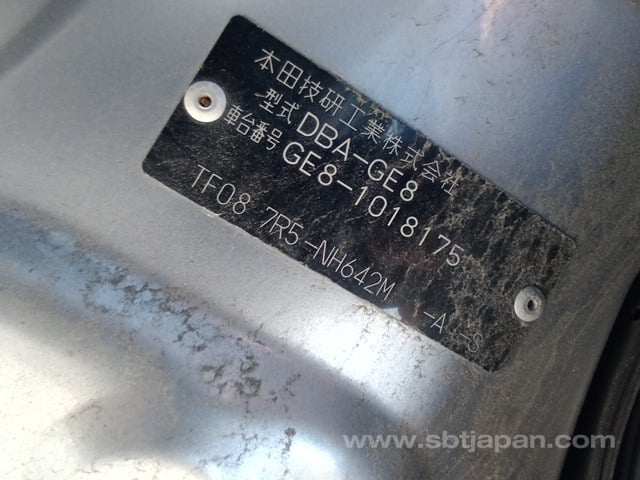 本田技研工業株式会社
型式 DBA-GE8
車台番号 GE8-1018175
TF08 7R5-NH642M -A -S
www.sbtjapan.com